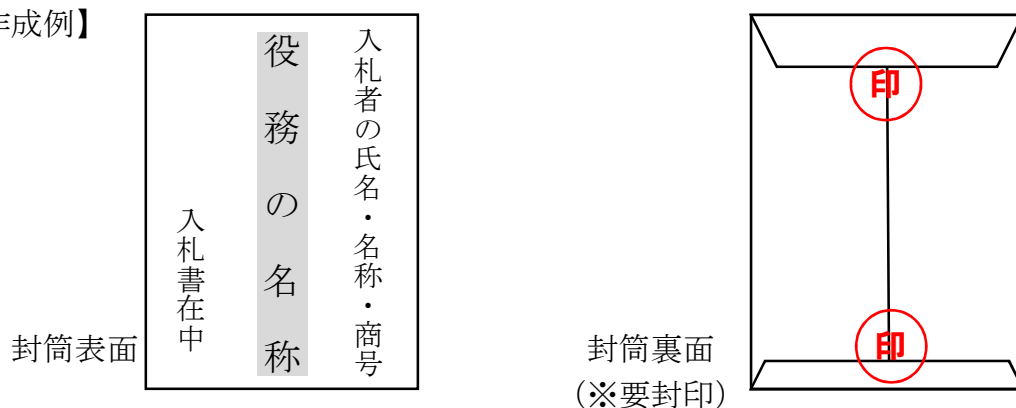 作成例】
入札者の氏名・名称・商号
役務の名称
入札書在中
封筒表面
印
印
封筒裏面
（※要封印）